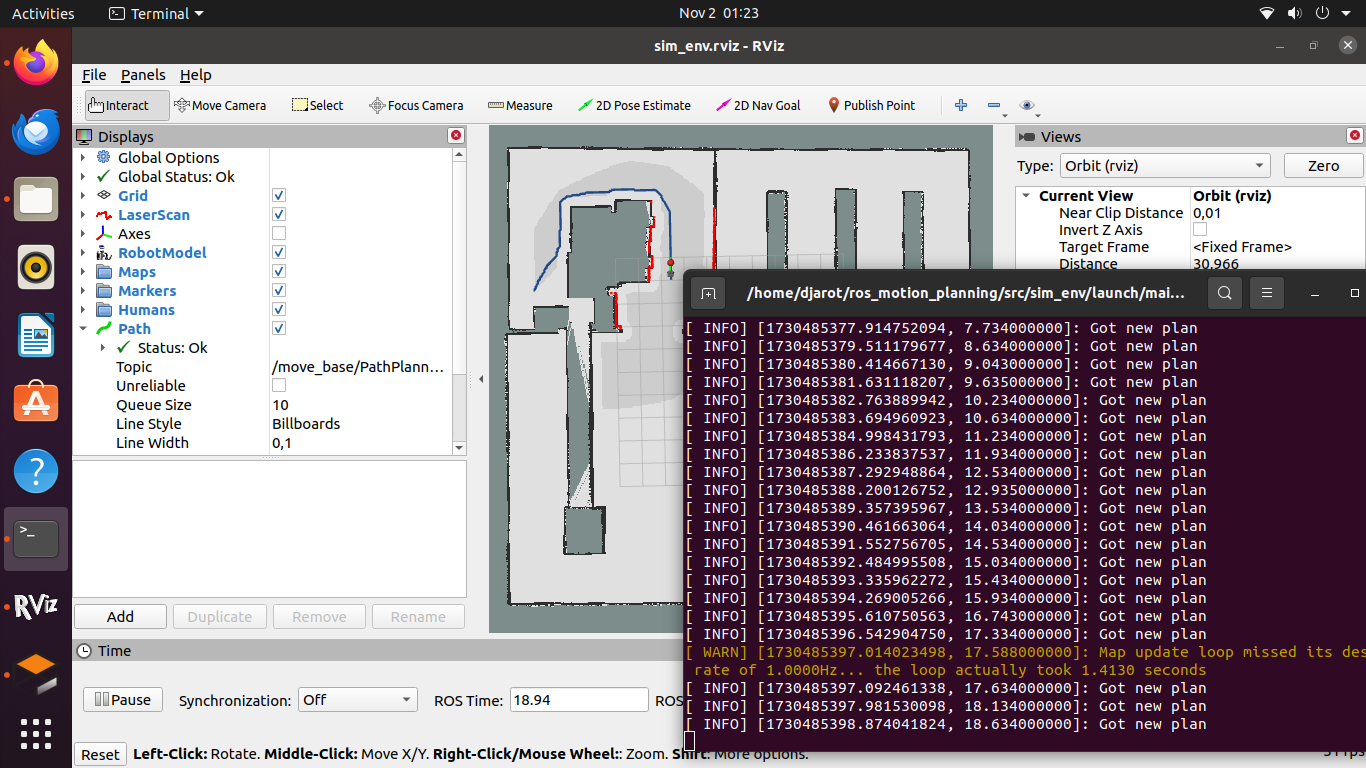 Activities
Terminal
Nov 2 01:23
sim_env.rviz - RViz
File Panels Help
Interact
Move Camera
Select
Focus Camera
Measure
2D Pose Estimate
2D Nav Goal
Publish Point
Displays
Global Options
Global Status: Ok
Grid
LaserScan
Axes
RobotModel
Maps
Markers
Humans
Path
Status: Ok
Topic /move_base/PathPlann...
Unreliable
Queue Size 10
Line Style Billboards
Line Width 0,1
Add Duplicate Remove Rename
Views
Type: Orbit (rviz) Zero
Current View Orbit (rviz)
Near Clip Distance 0,01
Invert Z Axis
Target Frame <Fixed Frame>
Distance 30,966
/home/djarot/ros_motion_planning/src/sim_env/launch/mai...
[ INFO] [1730485377.914752094, 7.734000000]: Got new plan
[ INFO] [1730485379.511179677, 8.634000000]: Got new plan
[ INFO] [1730485380.414667130, 9.043000000]: Got new plan
[ INFO] [1730485381.631118207, 9.635000000]: Got new plan
[ INFO] [1730485382.763889942, 10.234000000]: Got new plan
[ INFO] [1730485383.694960923, 10.634000000]: Got new plan
[ INFO] [1730485384.998431793, 11.234000000]: Got new plan
[ INFO] [1730485386.233837537, 11.934000000]: Got new plan
[ INFO] [1730485387.292948864, 12.534000000]: Got new plan
[ INFO] [1730485388.200126752, 12.935000000]: Got new plan
[ INFO] [1730485389.357395967, 13.534000000]: Got new plan
[ INFO] [1730485390.461663064, 14.034000000]: Got new plan
[ INFO] [1730485391.552756705, 14.534000000]: Got new plan
[ INFO] [1730485392.484995508, 15.034000000]: Got new plan
[ INFO] [1730485393.335962272, 15.434000000]: Got new plan
[ INFO] [1730485394.269005266, 15.934000000]: Got new plan
[ INFO] [1730485395.610750563, 16.743000000]: Got new plan
[ INFO] [1730485396.542904750, 17.334000000]: Got new plan
[ WARN] [1730485397.014023498, 17.588000000]: Map update loop missed its des
rate of 1.0000Hz... the loop actually took 1.4130 seconds
[ INFO] [1730485397.092461338, 17.634000000]: Got new plan
[ INFO] [1730485397.981530098, 18.134000000]: Got new plan
[ INFO] [1730485398.874041824, 18.634000000]: Got new plan
Time
Pause Synchronization: Off ROS Time: 18.94 ROS
Reset Left-Click: Rotate. Middle-Click: Move X/Y. Right-Click/Mouse Wheel:: Zoom. Shift: More options.
RViz